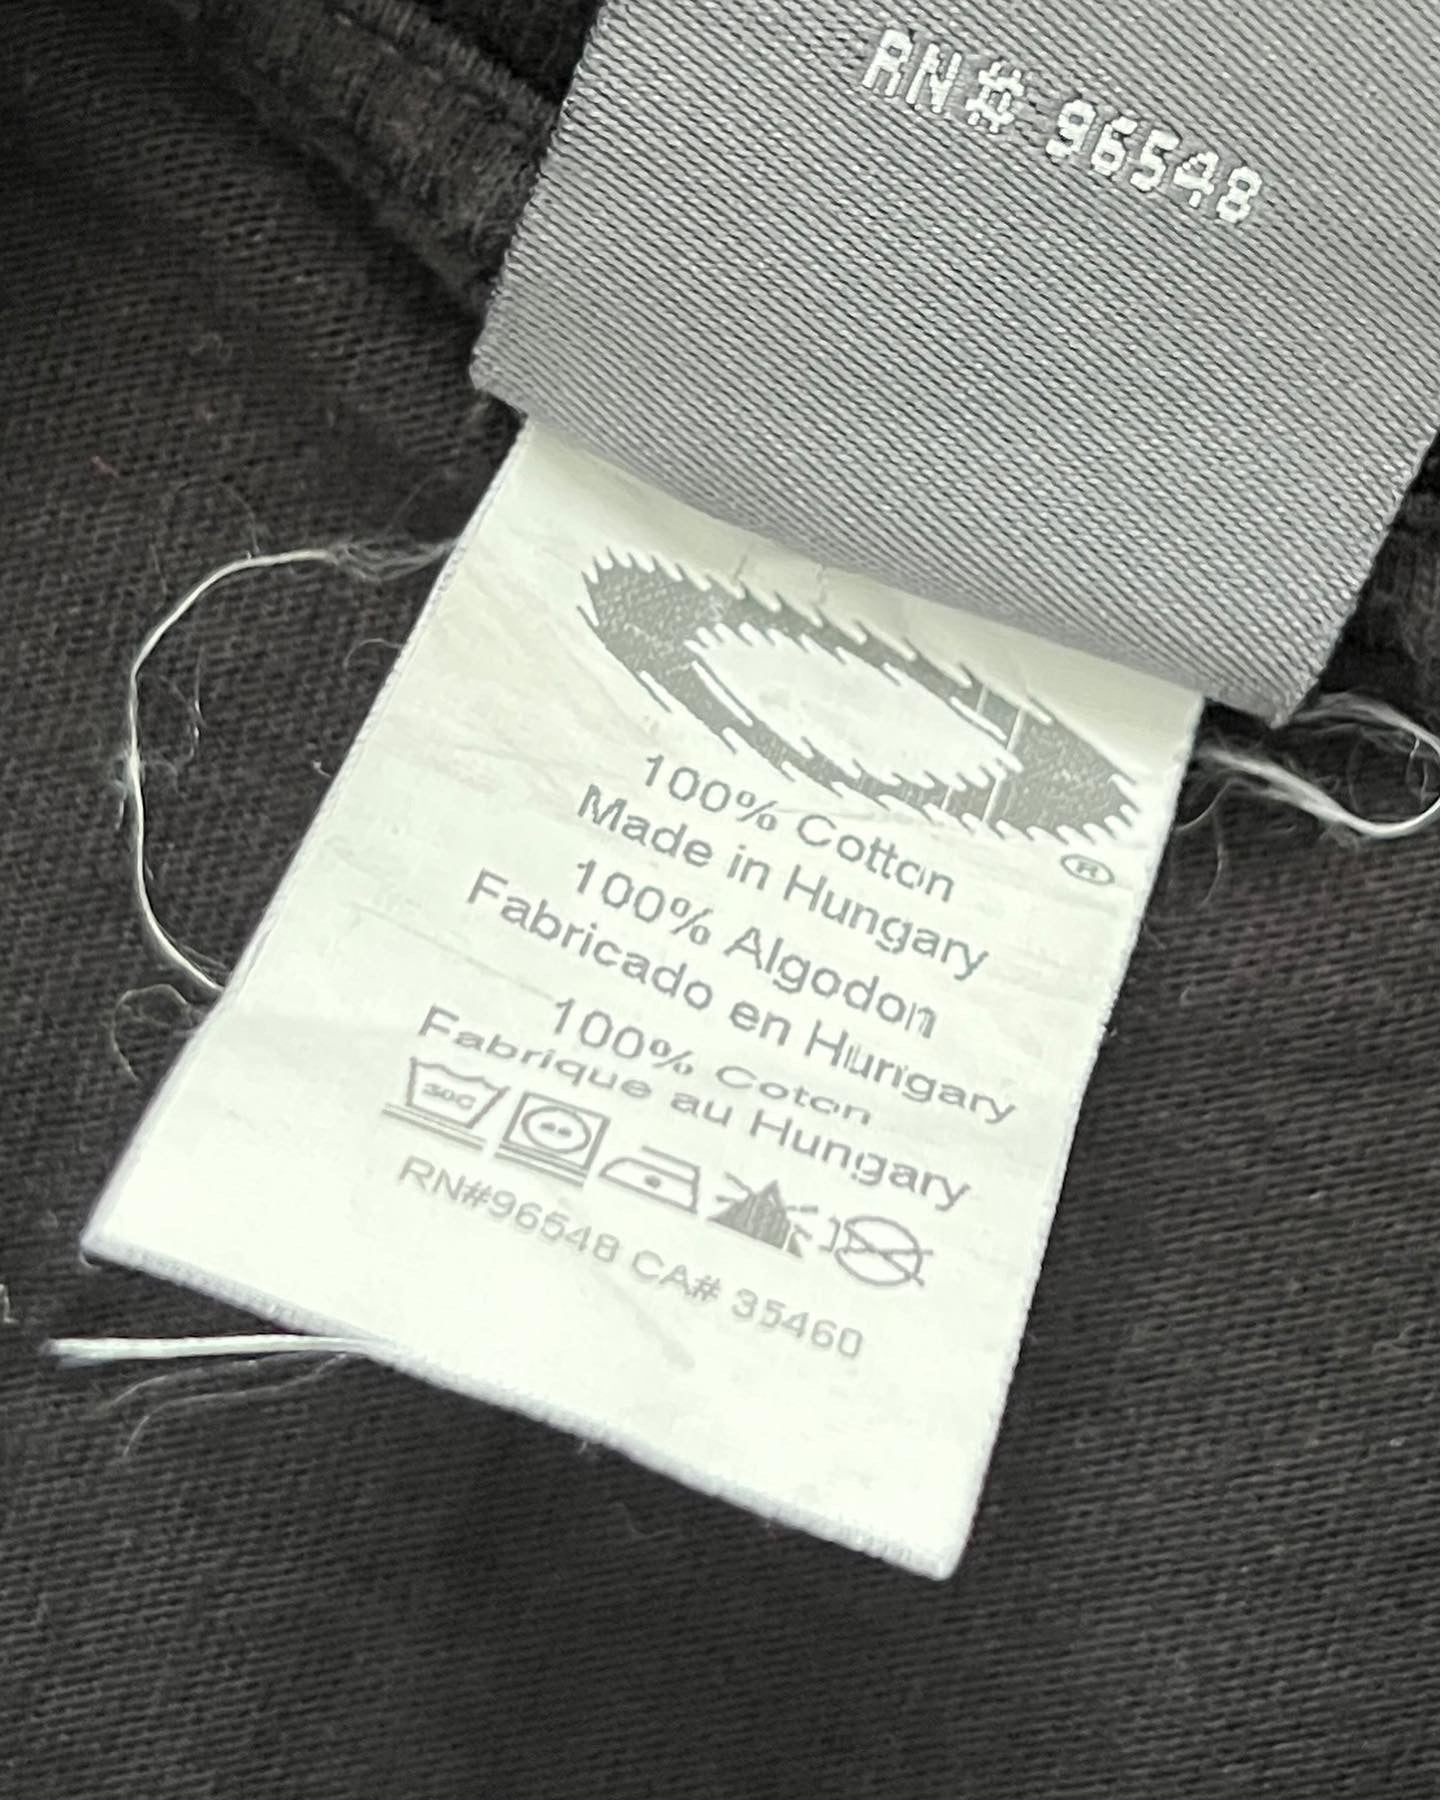 RN# 96548
®
100% Cotton
Made in Hungary
100% Algodon
Fabricado en Hungary
100% Coton
Fabrique au Hungary
30C
RN#96548 CA# 35460